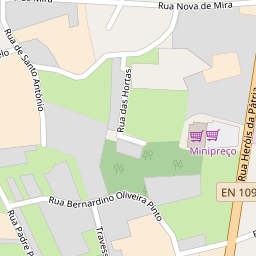 Rua Nova de Mira
Rua de Santo António
Rua das Hortas
Rua Heróis da Pátria
Minipreço
EN 109
Rua Bernardino Oliveira Pinto
Rua Padre
Travess